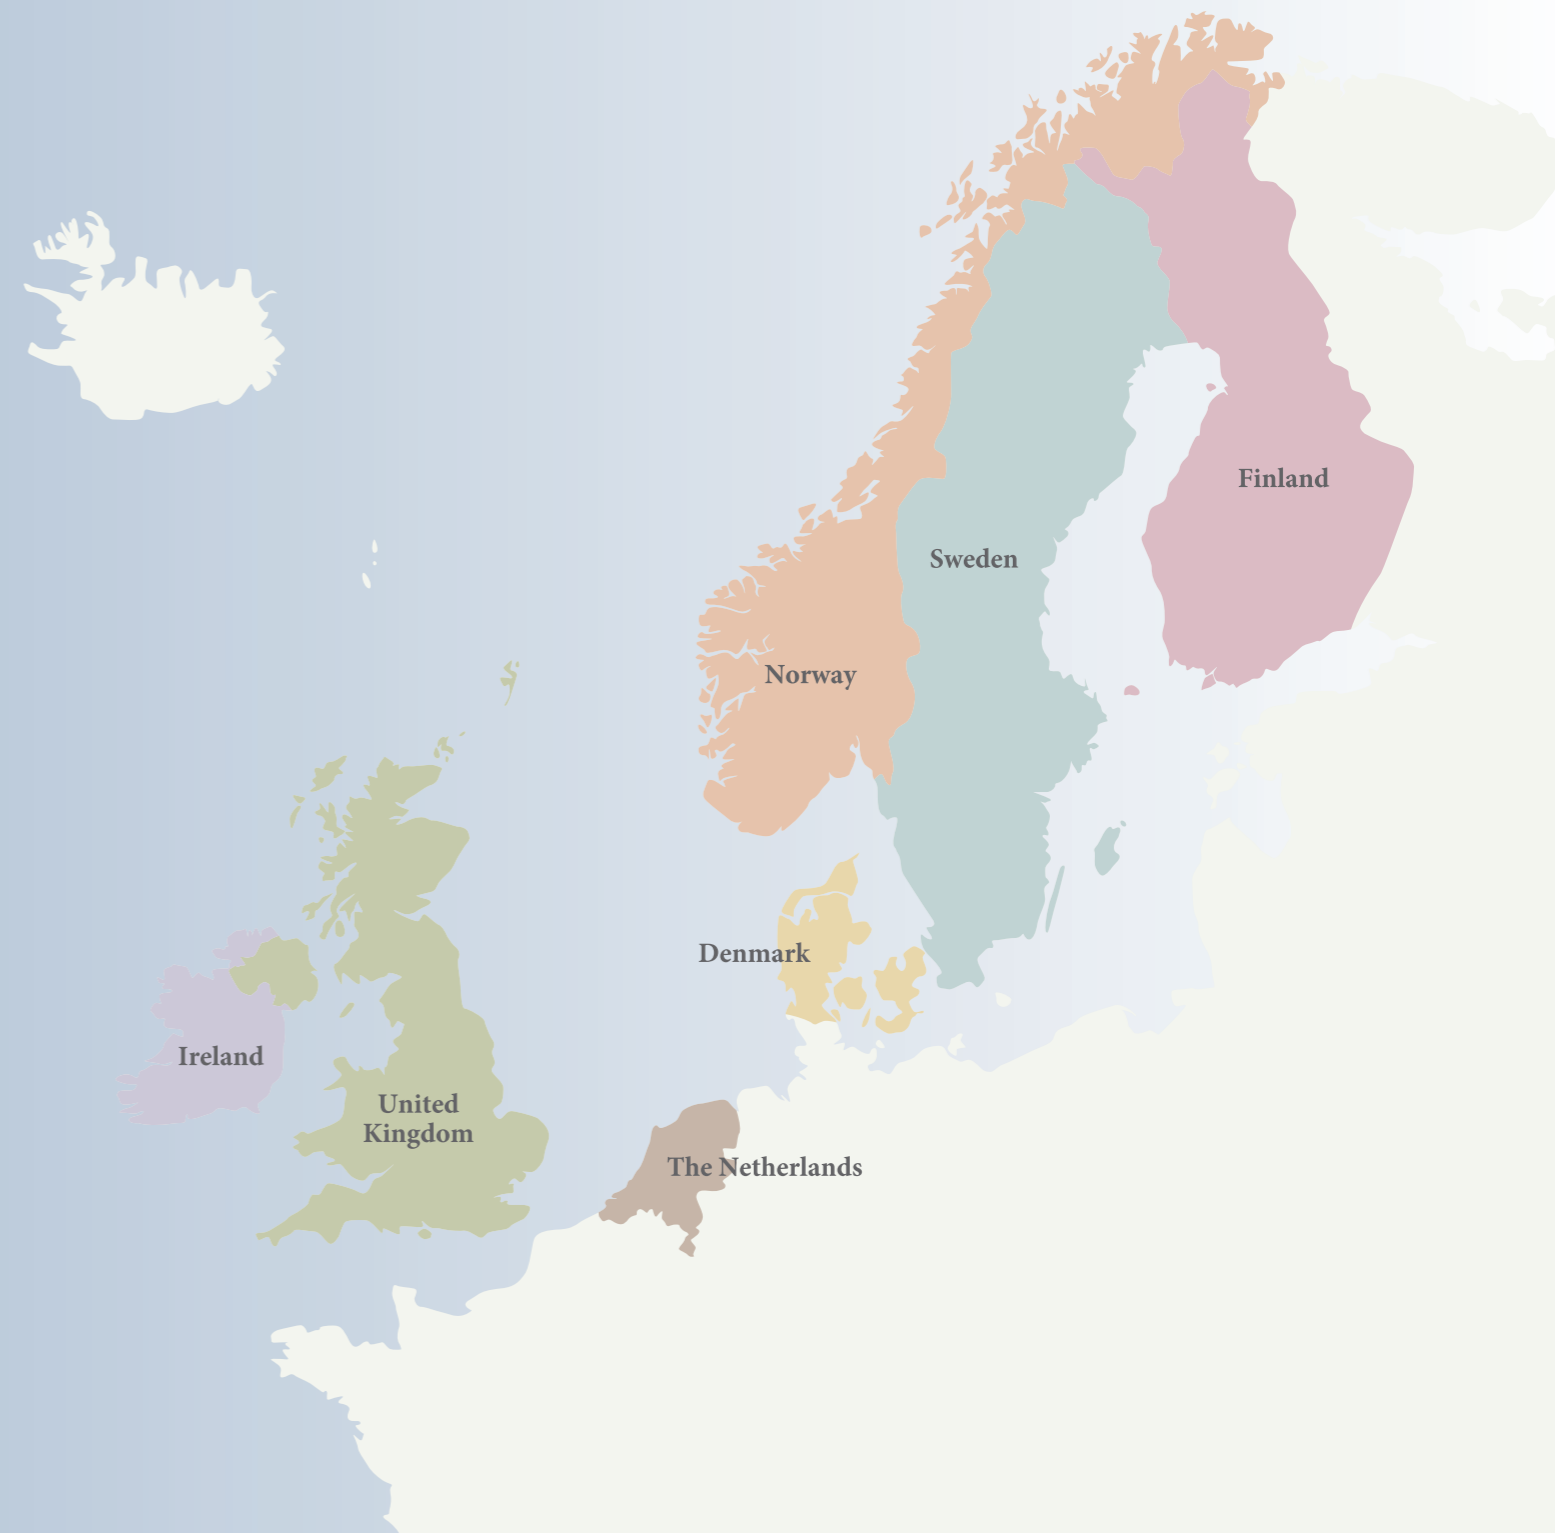 Finland
Sweden
Norway
Denmark
Ireland
United
Kingdom
The Netherlands